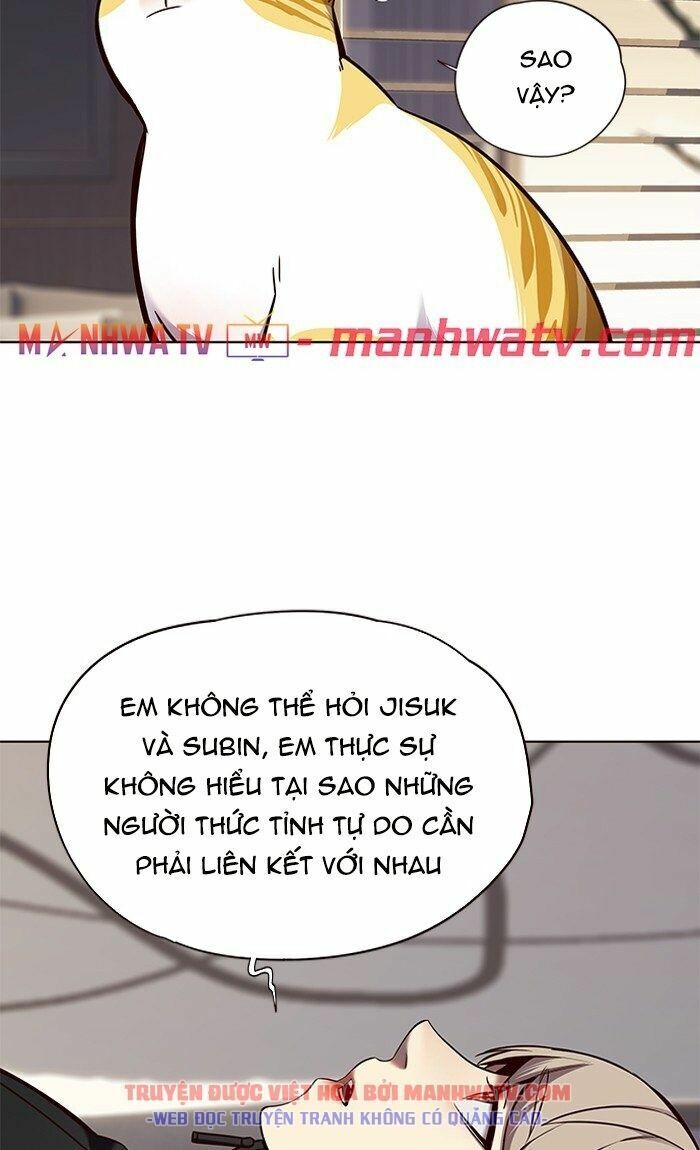 SAO
VẬY?
MANHWATV MW - manhwatv.com
EM KHÔNG THỂ HỎI JISUK
VÀ SUBIN, EM THỰC SỰ
KHÔNG HIỂU TẠI SAO NHỮNG
NGƯỜI THỨC TỈNH TỰ DO CẦN
PHẢI LIÊN KẾT VỚI NHAU
TRUYỆN ĐƯỢC VIỆT HÓA BỞI MANHWATV.COM
-WEB ĐỌC TRUYỆN TRANH KHÔNG CÓ QUẢNG CÁO-